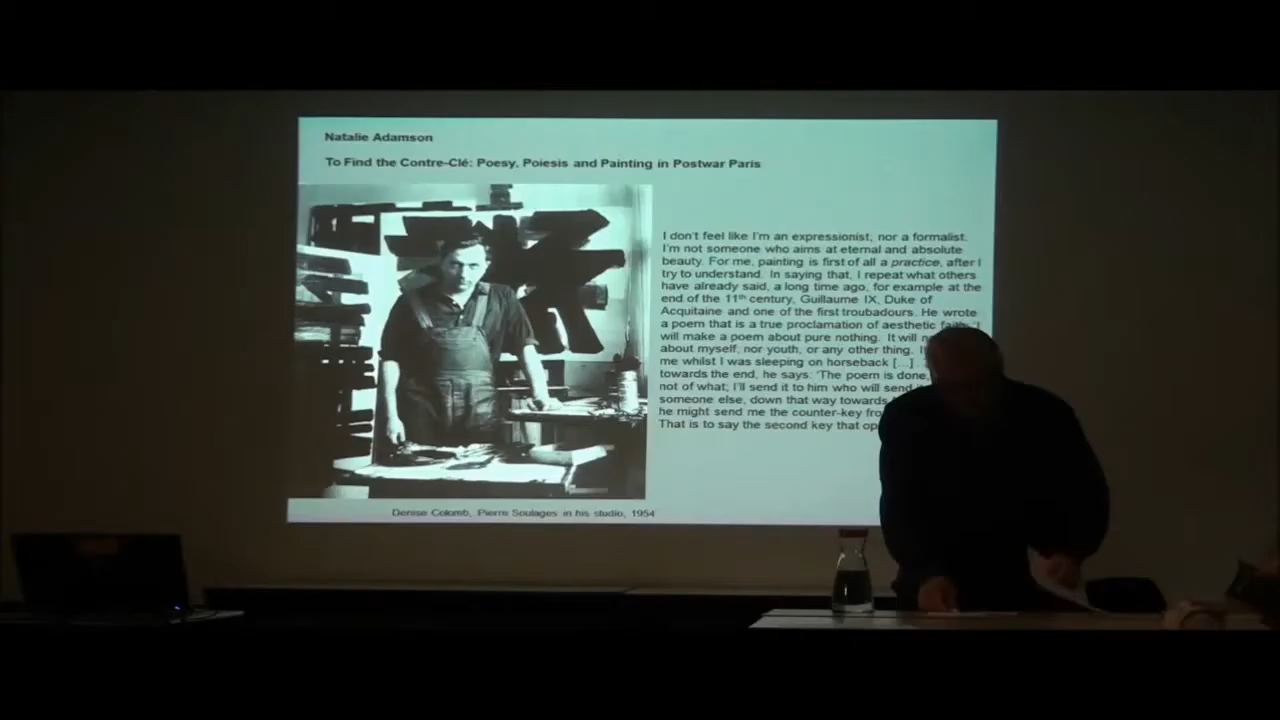 Natalie Adamson
To Find the Contre-Clé: Poesy, Poiesis and Painting in Postwar Paris
I don't feel like I'm an expressionist, nor a formalist.
I'm not someone who aims at eternal and absolute
beauty. For me, painting is first of all a practice, after I
try to understand. In saying that, I repeat what others
have already said, a long time ago, for example at the
end of the 11th century, Guillaume IX, Duke of
Acquitaine and one of the first troubadours. He wrote
a poem that is a true proclamation of aesthetic faith: 'I
will make a poem about pure nothing. It will
about myself, nor youth, or any other thing.
me whilst I was sleeping on horseback [...]
towards the end, he says: 'The poem is done,
not of what; I'll send it to him who will send
someone else, down that way towards
he might send me the counter-key
That is to say the second key that
Denise Colomb, Pierre Soulages in his studio, 1954